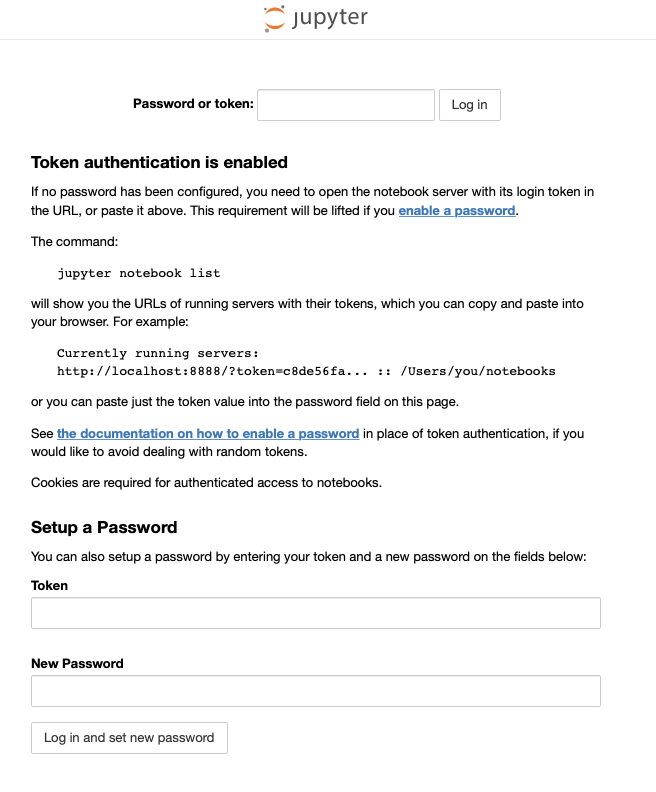 jupyter
Password or token:
Log in
Token authentication is enabled
If no password has been configured, you need to open the notebook server with its login token in
the URL, or paste it above. This requirement will be lifted if you enable a password.
The command:
jupyter notebook list
will show you the URLs of running servers with their tokens, which you can copy and paste into
your browser. For example:
Currently running servers:
http://localhost:8888/?token=c8de56fa... :: /Users/you/notebooks
or you can paste just the token value into the password field on this page.
See the documentation on how to enable a password in place of token authentication, if you
would like to avoid dealing with random tokens.
Cookies are required for authenticated access to notebooks.
Setup a Password
You can also setup a password by entering your token and a new password on the fields below:
Token
New Password
Log in and set new password